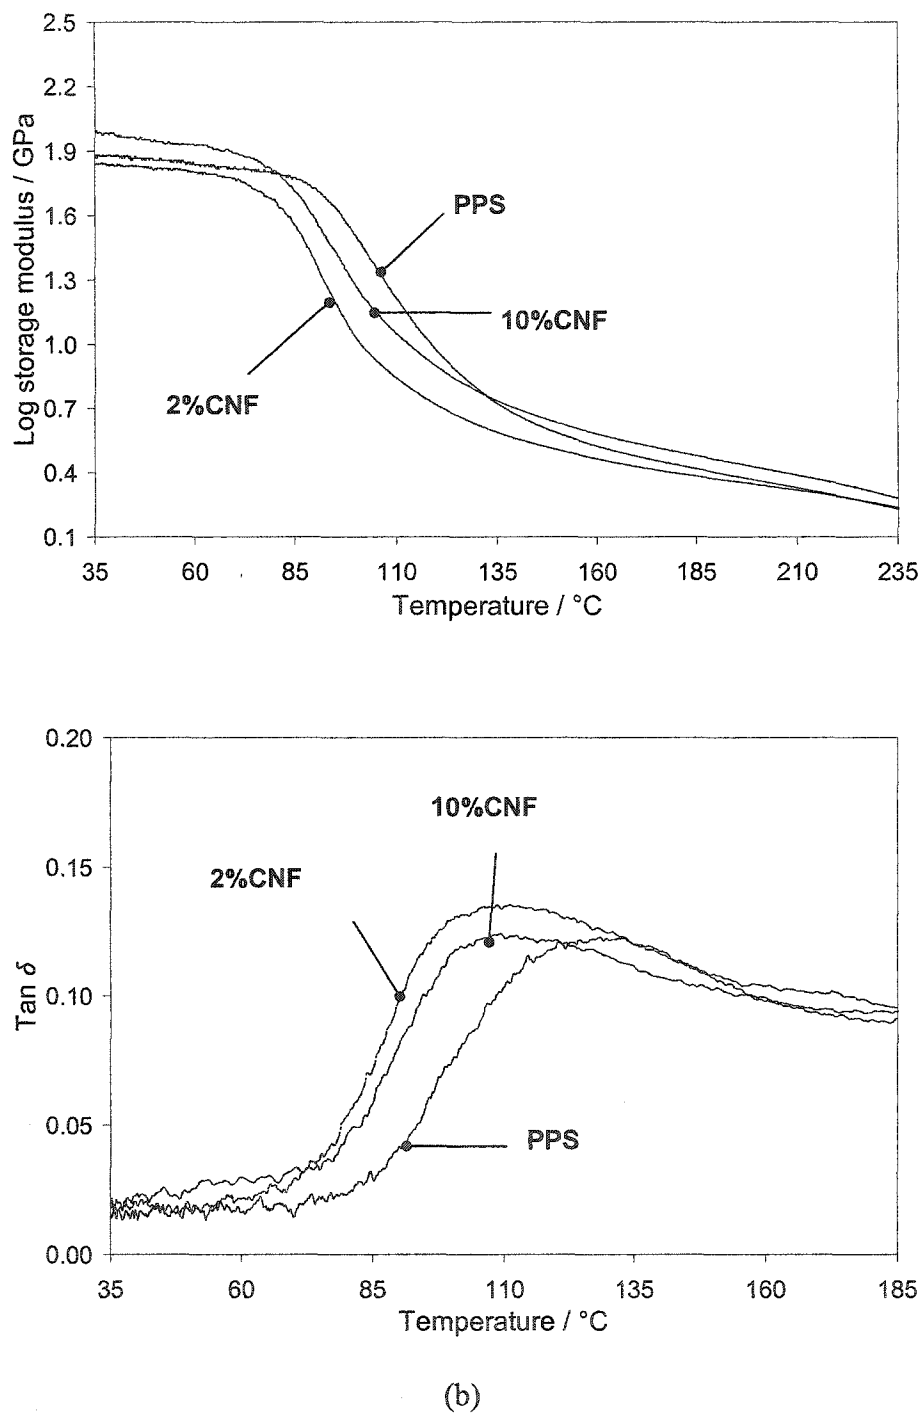 2.5
2.2
1.9
1.6
1.3
1.0
0.7
0.4
0.1
Log storage modulus / GPa
PPS
10%CNF
2%CNF
35 60 85 110 135 160 185 210 235
Temperature / °C
0.20
0.15
0.10
0.05
0.00
Tan δ
10%CNF
2%CNF
PPS
35 60 85 110 135 160 185
Temperature / °C
(b)